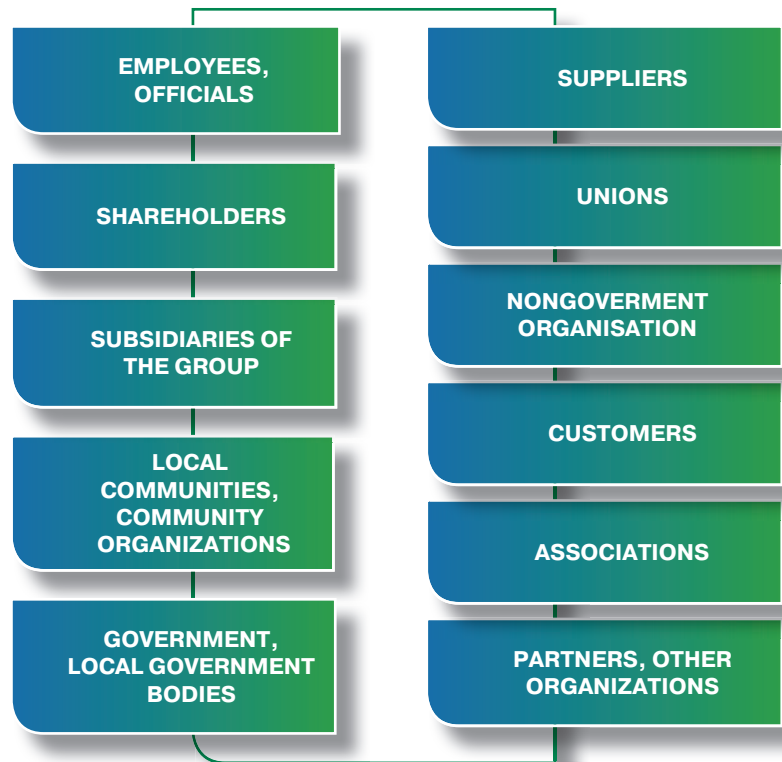 EMPLOYEES,
OFFICIALS
SHAREHOLDERS
SUBSIDIARIES OF
THE GROUP
LOCAL
COMMUNITIES,
COMMUNITY
ORGANIZATIONS
GOVERNMENT,
LOCAL GOVERNMENT
BODIES
SUPPLIERS
UNIONS
NONGOVERMENT
ORGANISATION
CUSTOMERS
ASSOCIATIONS
PARTNERS, OTHER
ORGANIZATIONS